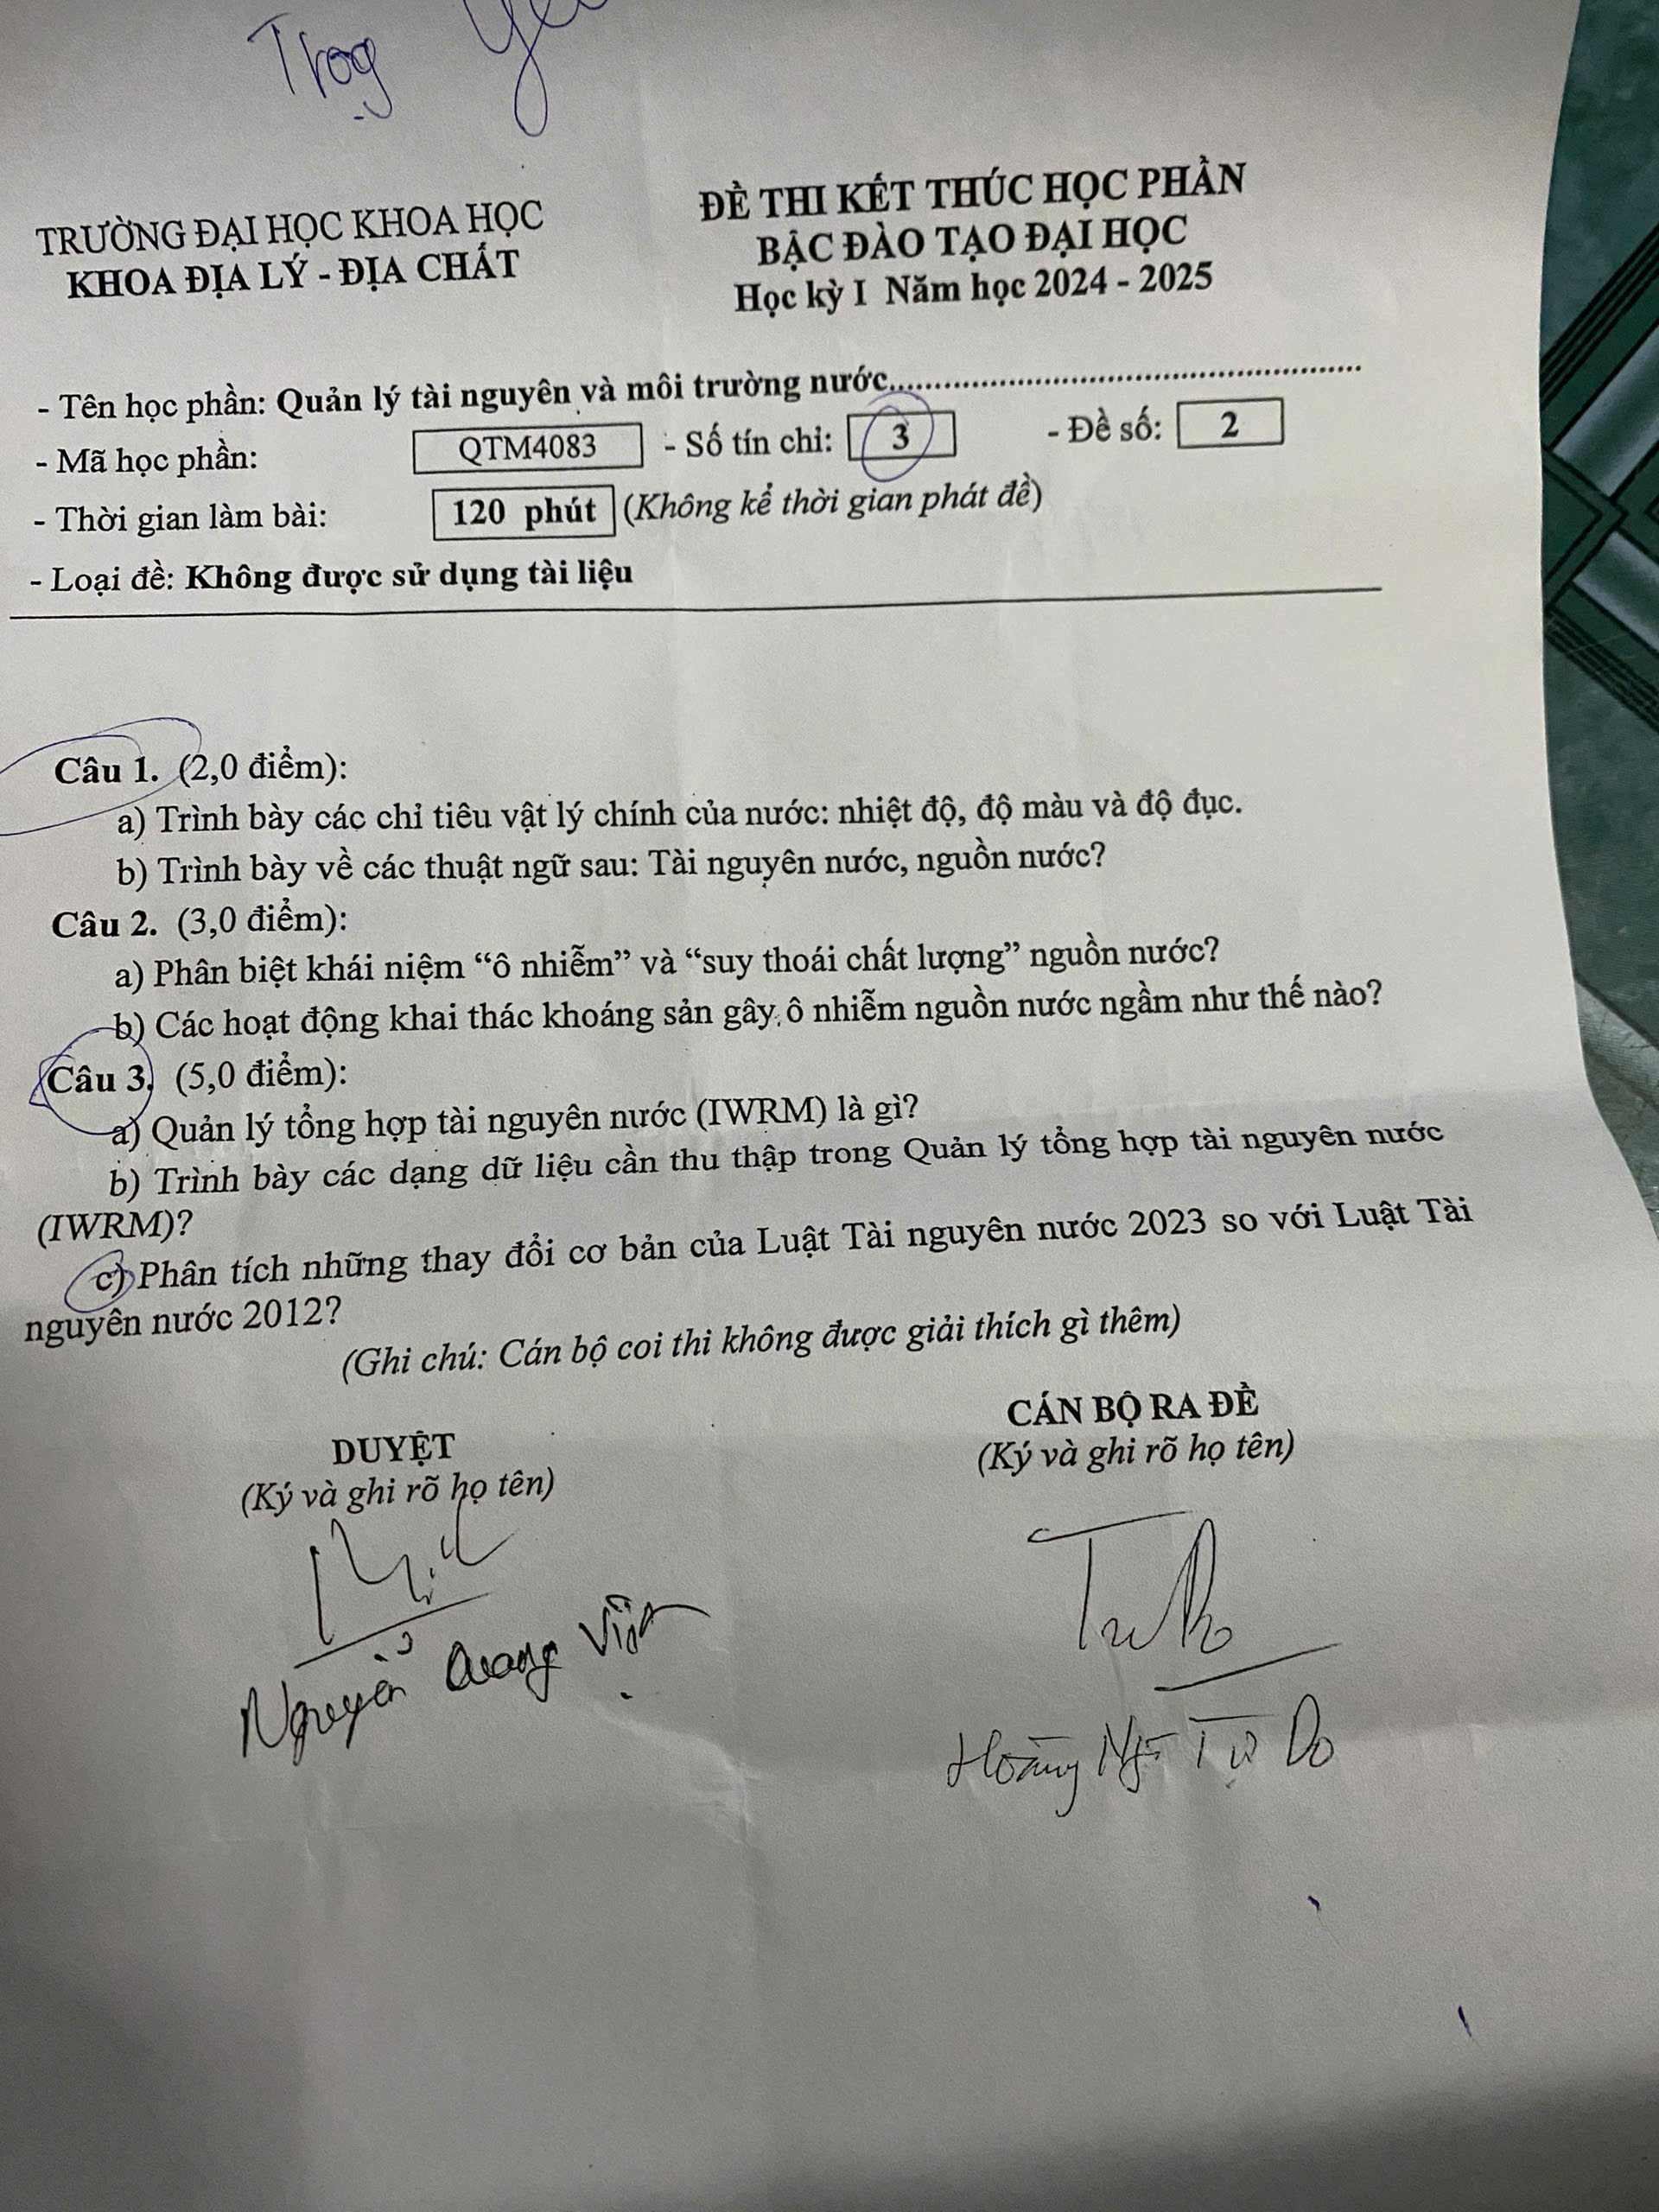 Trọg
TRƯỜNG ĐẠI HỌC KHOA HỌC
KHOA ĐỊA LÝ - ĐỊA CHẤT
ĐỀ THI KẾT THÚC HỌC PHẦN
BẬC ĐÀO TẠO ĐẠI HỌC
Học kỳ I Năm học 2024 - 2025
- Tên học phần: Quản lý tài nguyên và môi trường nước..................................................
- Mã học phần: QTM4083 - Số tín chỉ: 3 - Đề số: 2
- Thời gian làm bài: 120 phút (Không kể thời gian phát đề)
- Loại đề: Không được sử dụng tài liệu
Câu 1. (2,0 điểm):
a) Trình bày các chỉ tiêu vật lý chính của nước: nhiệt độ, độ màu và độ đục.
b) Trình bày về các thuật ngữ sau: Tài nguyên nước, nguồn nước?
Câu 2. (3,0 điểm):
a) Phân biệt khái niệm “ô nhiễm” và “suy thoái chất lượng” nguồn nước?
b) Các hoạt động khai thác khoáng sản gây ô nhiễm nguồn nước ngầm như thế nào?
Câu 3. (5,0 điểm):
a) Quản lý tổng hợp tài nguyên nước (IWRM) là gì?
b) Trình bày các dạng dữ liệu cần thu thập trong Quản lý tổng hợp tài nguyên nước
(IWRM)?
c) Phân tích những thay đổi cơ bản của Luật Tài nguyên nước 2023 so với Luật Tài
nguyên nước 2012?
(Ghi chú: Cán bộ coi thi không được giải thích gì thêm)
DUYỆT
(Ký và ghi rõ họ tên)
Nguyễn Quang Việt
CÁN BỘ RA ĐỀ
(Ký và ghi rõ họ tên)
Hoàng Ngô Tự Do